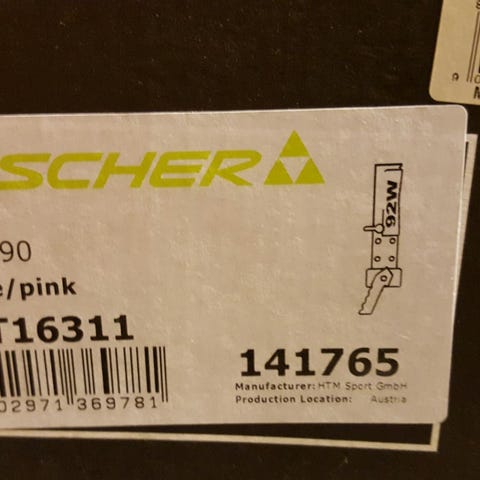 SCHER
92W
90
e/pink
T16311
141765
Manufacturer: HTM Sport GmbH
Production Location: Austria
02971 369781